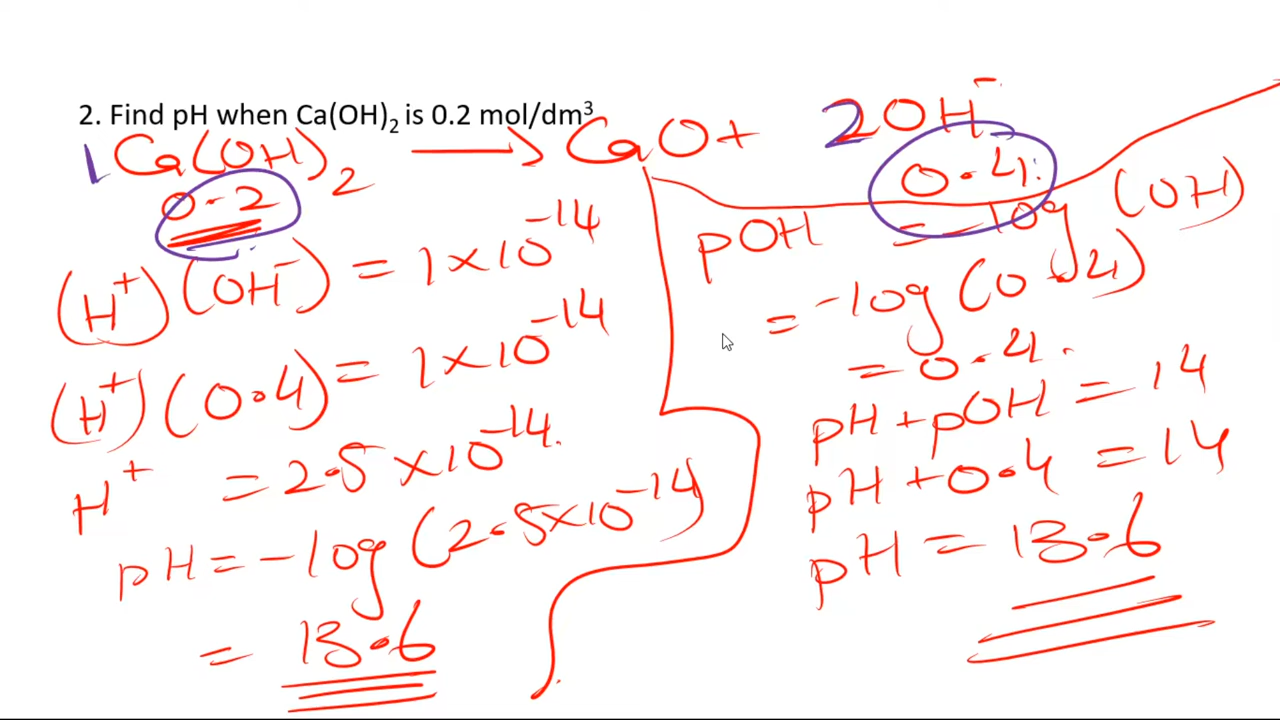 2. Find pH when Ca(OH)₂ is 0.2 mol/dm³
1 Ca(OH)₂ → CaO + 2OH⁻
0.2
0.4
(H⁺)(OH⁻) = 1×10⁻¹⁴
(H⁺)(0.4) = 1×10⁻¹⁴
H⁺ = 2.5×10⁻¹⁴
pH = -log(2.5×10⁻¹⁴)
= 13.6
pOH = -log(OH)
= -log(0.4)
= 0.4
pH + pOH = 14
pH + 0.4 = 14
pH = 13.6